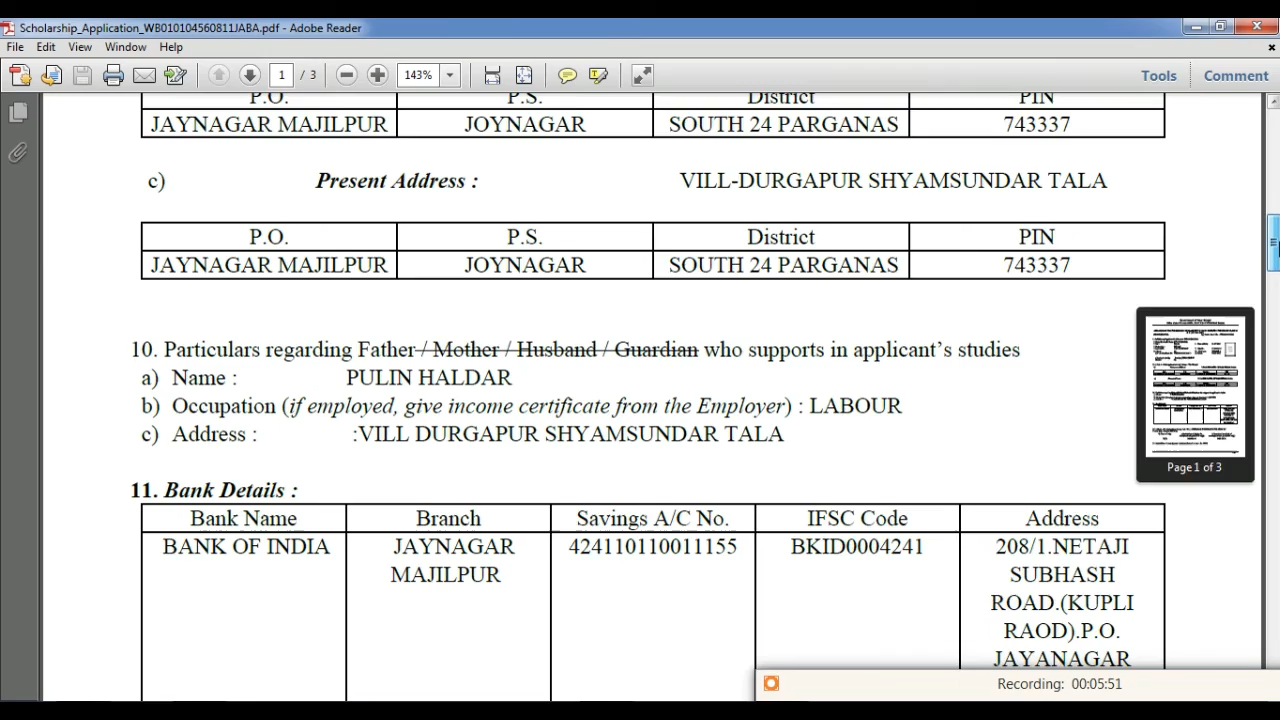 Scholarship_Application_WB010104560811JABA.pdf - Adobe Reader
File Edit View Window Help
1 / 3 143% Tools Comment
P.O. P.S. District PIN
JAYNAGAR MAJILPUR JOYNAGAR SOUTH 24 PARGANAS 743337
c) Present Address : VILL-DURGAPUR SHYAMSUNDAR TALA
P.O. P.S. District PIN
JAYNAGAR MAJILPUR JOYNAGAR SOUTH 24 PARGANAS 743337
10. Particulars regarding Father / Mother / Husband / Guardian who supports in applicant's studies
a) Name : PULIN HALDAR
b) Occupation (if employed, give income certificate from the Employer) : LABOUR
c) Address : :VILL DURGAPUR SHYAMSUNDAR TALA
Page 1 of 3
11. Bank Details :
Bank Name Branch Savings A/C No. IFSC Code Address
BANK OF INDIA JAYNAGAR 424110110011155 BKID0004241 208/1.NETAJI
MAJILPUR SUBHASH
ROAD.(KUPLI
RAOD).P.O.
JAYANAGAR
Recording: 00:05:51